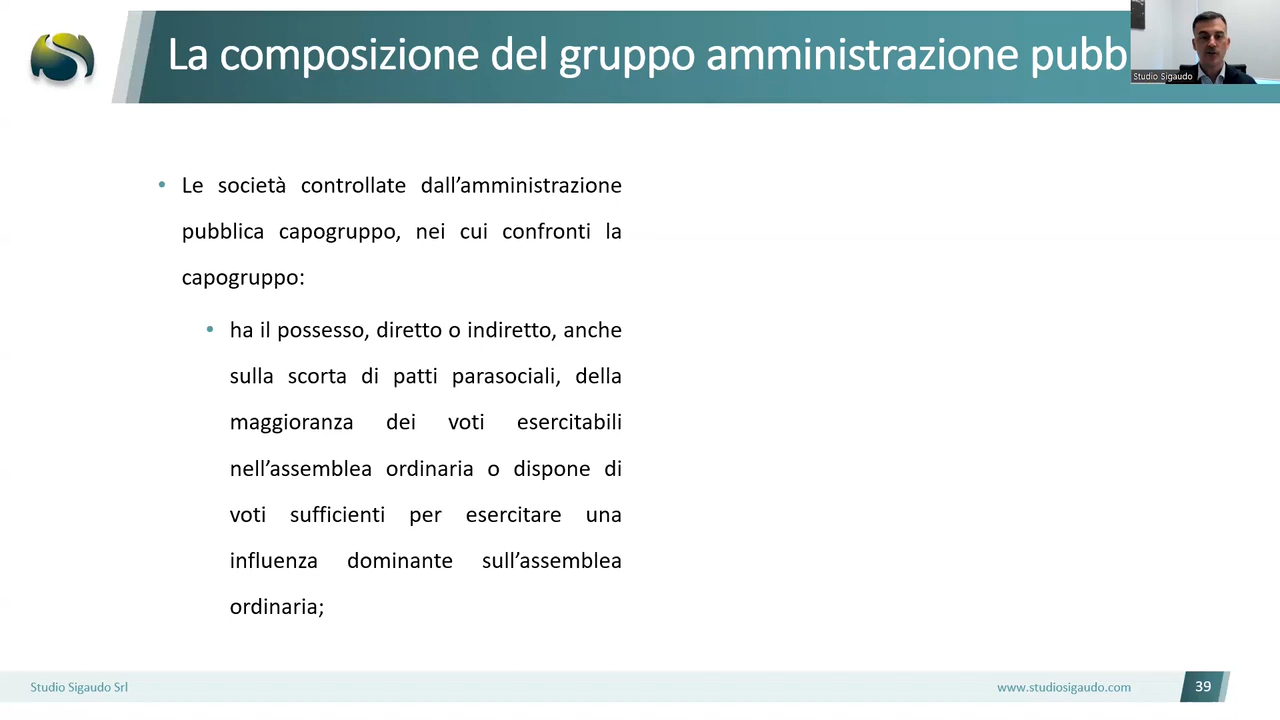 La composizione del gruppo amministrazione pubb
Studio Sigaudo
• Le società controllate dall’amministrazione
pubblica capogruppo, nei cui confronti la
capogruppo:
• ha il possesso, diretto o indiretto, anche
sulla scorta di patti parasociali, della
maggioranza dei voti esercitabili
nell’assemblea ordinaria o dispone di
voti sufficienti per esercitare una
influenza dominante sull’assemblea
ordinaria;
Studio Sigaudo Srl
www.studiosigaudo.com
39